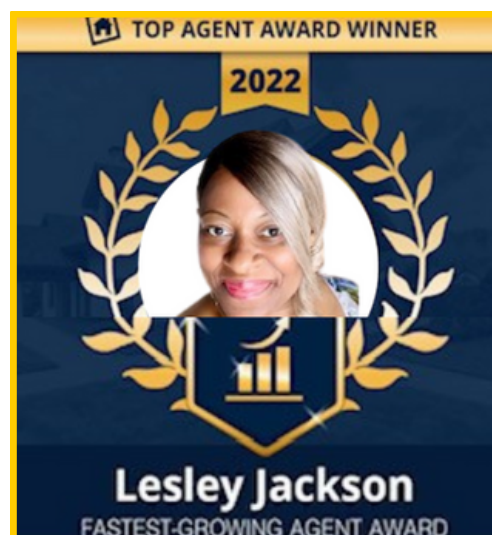 TOP AGENT AWARD WINNER
2022
Lesley Jackson
FASTEST-GROWING AGENT AWARD